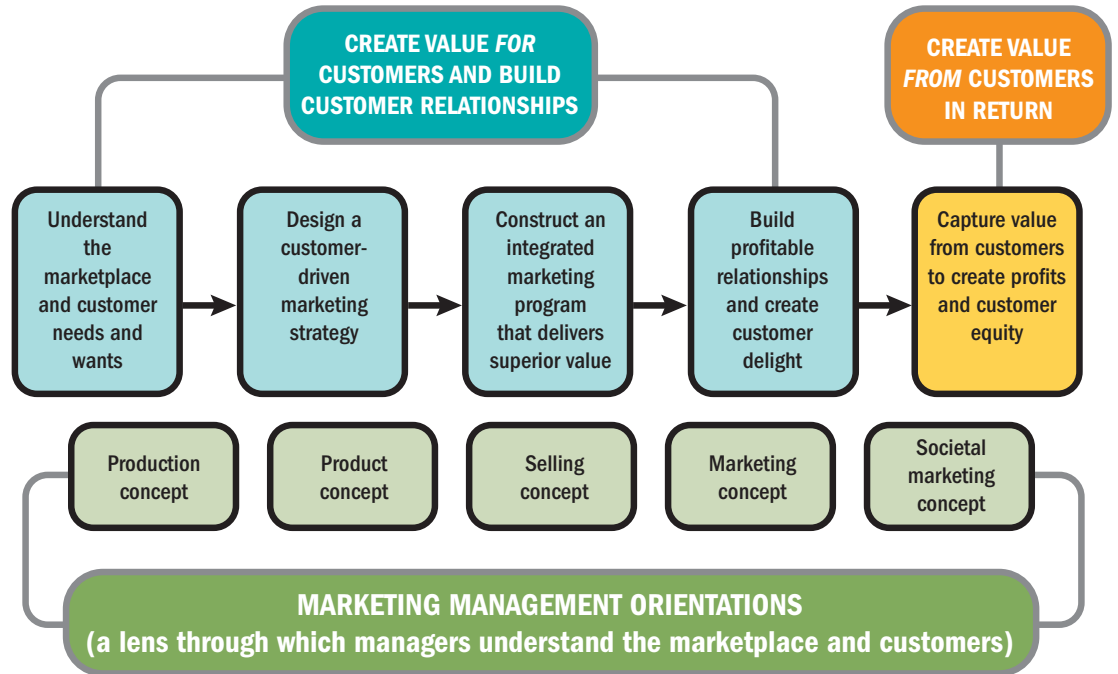 CREATE VALUE FOR
CUSTOMERS AND BUILD
CUSTOMER RELATIONSHIPS
CREATE VALUE
FROM CUSTOMERS
IN RETURN
Understand
the
marketplace
and customer
needs and
wants
Design a
customer-
driven
marketing
strategy
Construct an
integrated
marketing
program
that delivers
superior value
Build
profitable
relationships
and create
customer
delight
Capture value
from customers
to create profits
and customer
equity
Production
concept
Product
concept
Selling
concept
Marketing
concept
Societal
marketing
concept
MARKETING MANAGEMENT ORIENTATIONS
(a lens through which managers understand the marketplace and customers)